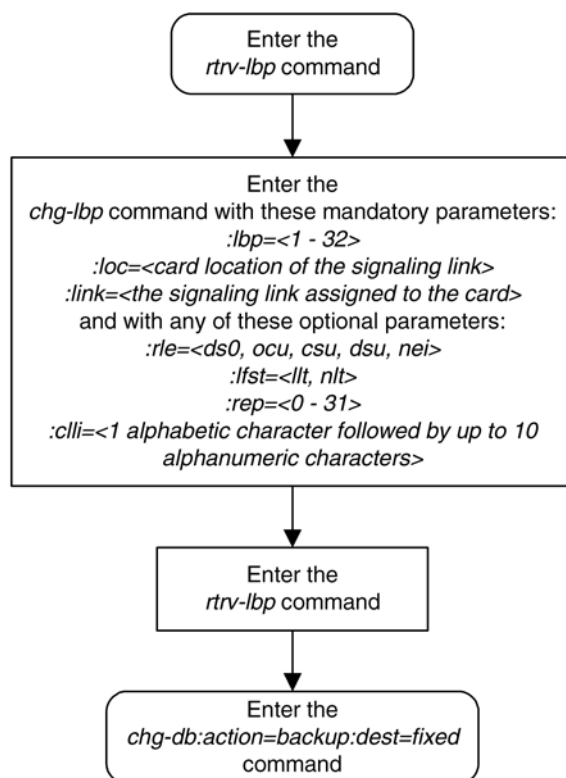 Enter the
rtrv-lbp command
Enter the
chg-lbp command with these mandatory parameters:
:lbp=<1 - 32>
:loc=<card location of the signaling link>
:link=<the signaling link assigned to the card>
and with any of these optional parameters:
:rle=<ds0, ocu, csu, dsu, nei>
:lfst=<llt, nlt>
:rep=<0 - 31>
:clli=<1 alphabetic character followed by up to 10
alphanumeric characters>
Enter the
rtrv-lbp command
Enter the
chg-db:action=backup:dest=fixed
command